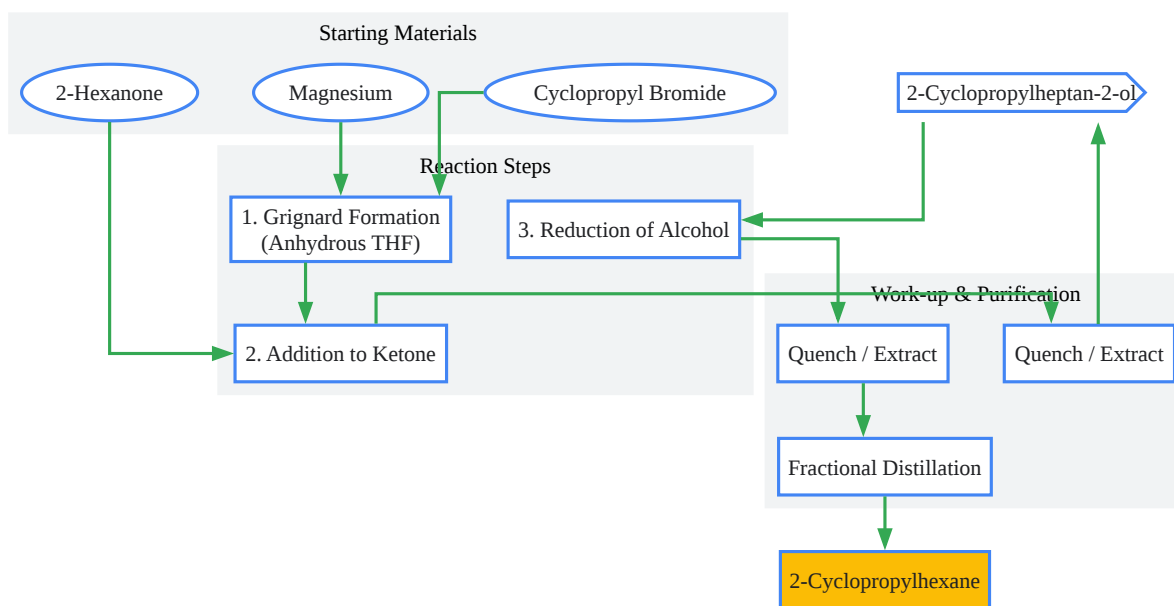 Starting Materials
2-Hexanone
Magnesium
Cyclopropyl Bromide
2-Cyclopropylheptan-2-ol
Reaction Steps
1. Grignard Formation
(Anhydrous THF)
3. Reduction of Alcohol
Work-up & Purification
2. Addition to Ketone
Quench / Extract
Quench / Extract
Fractional Distillation
2-Cyclopropylhexane